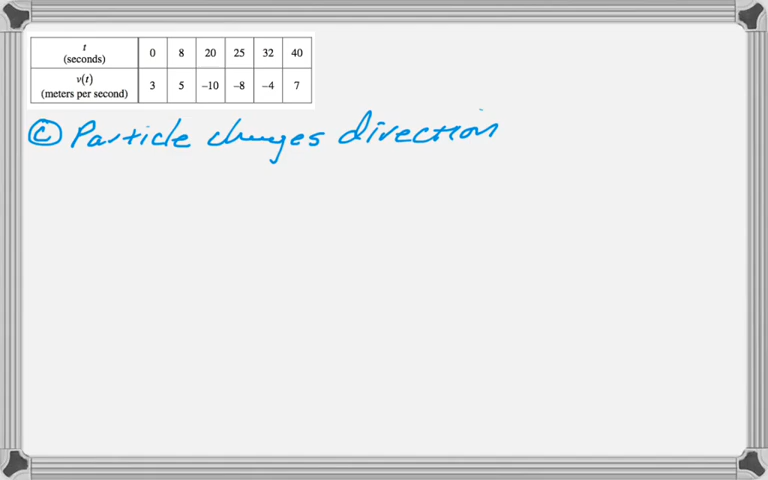 t (seconds) 0 8 20 25 32 40
v(t) (meters per second) 3 5 −10 −8 −4 7
Ⓒ Particle changes direction